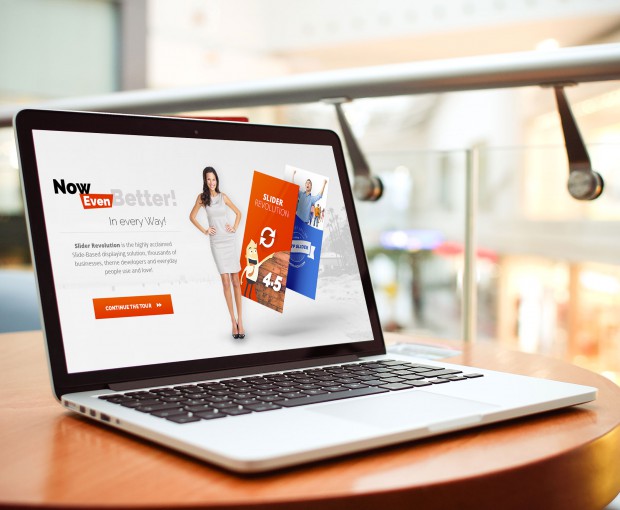 Now
Even Better!
In every Way!
Slider Revolution is the highly acclaimed
Slide-Based displaying solution, thousands of
businesses, theme developers and everyday
people use and love!
CONTINUE THE TOUR
SLIDER
REVOLUTION
4.5